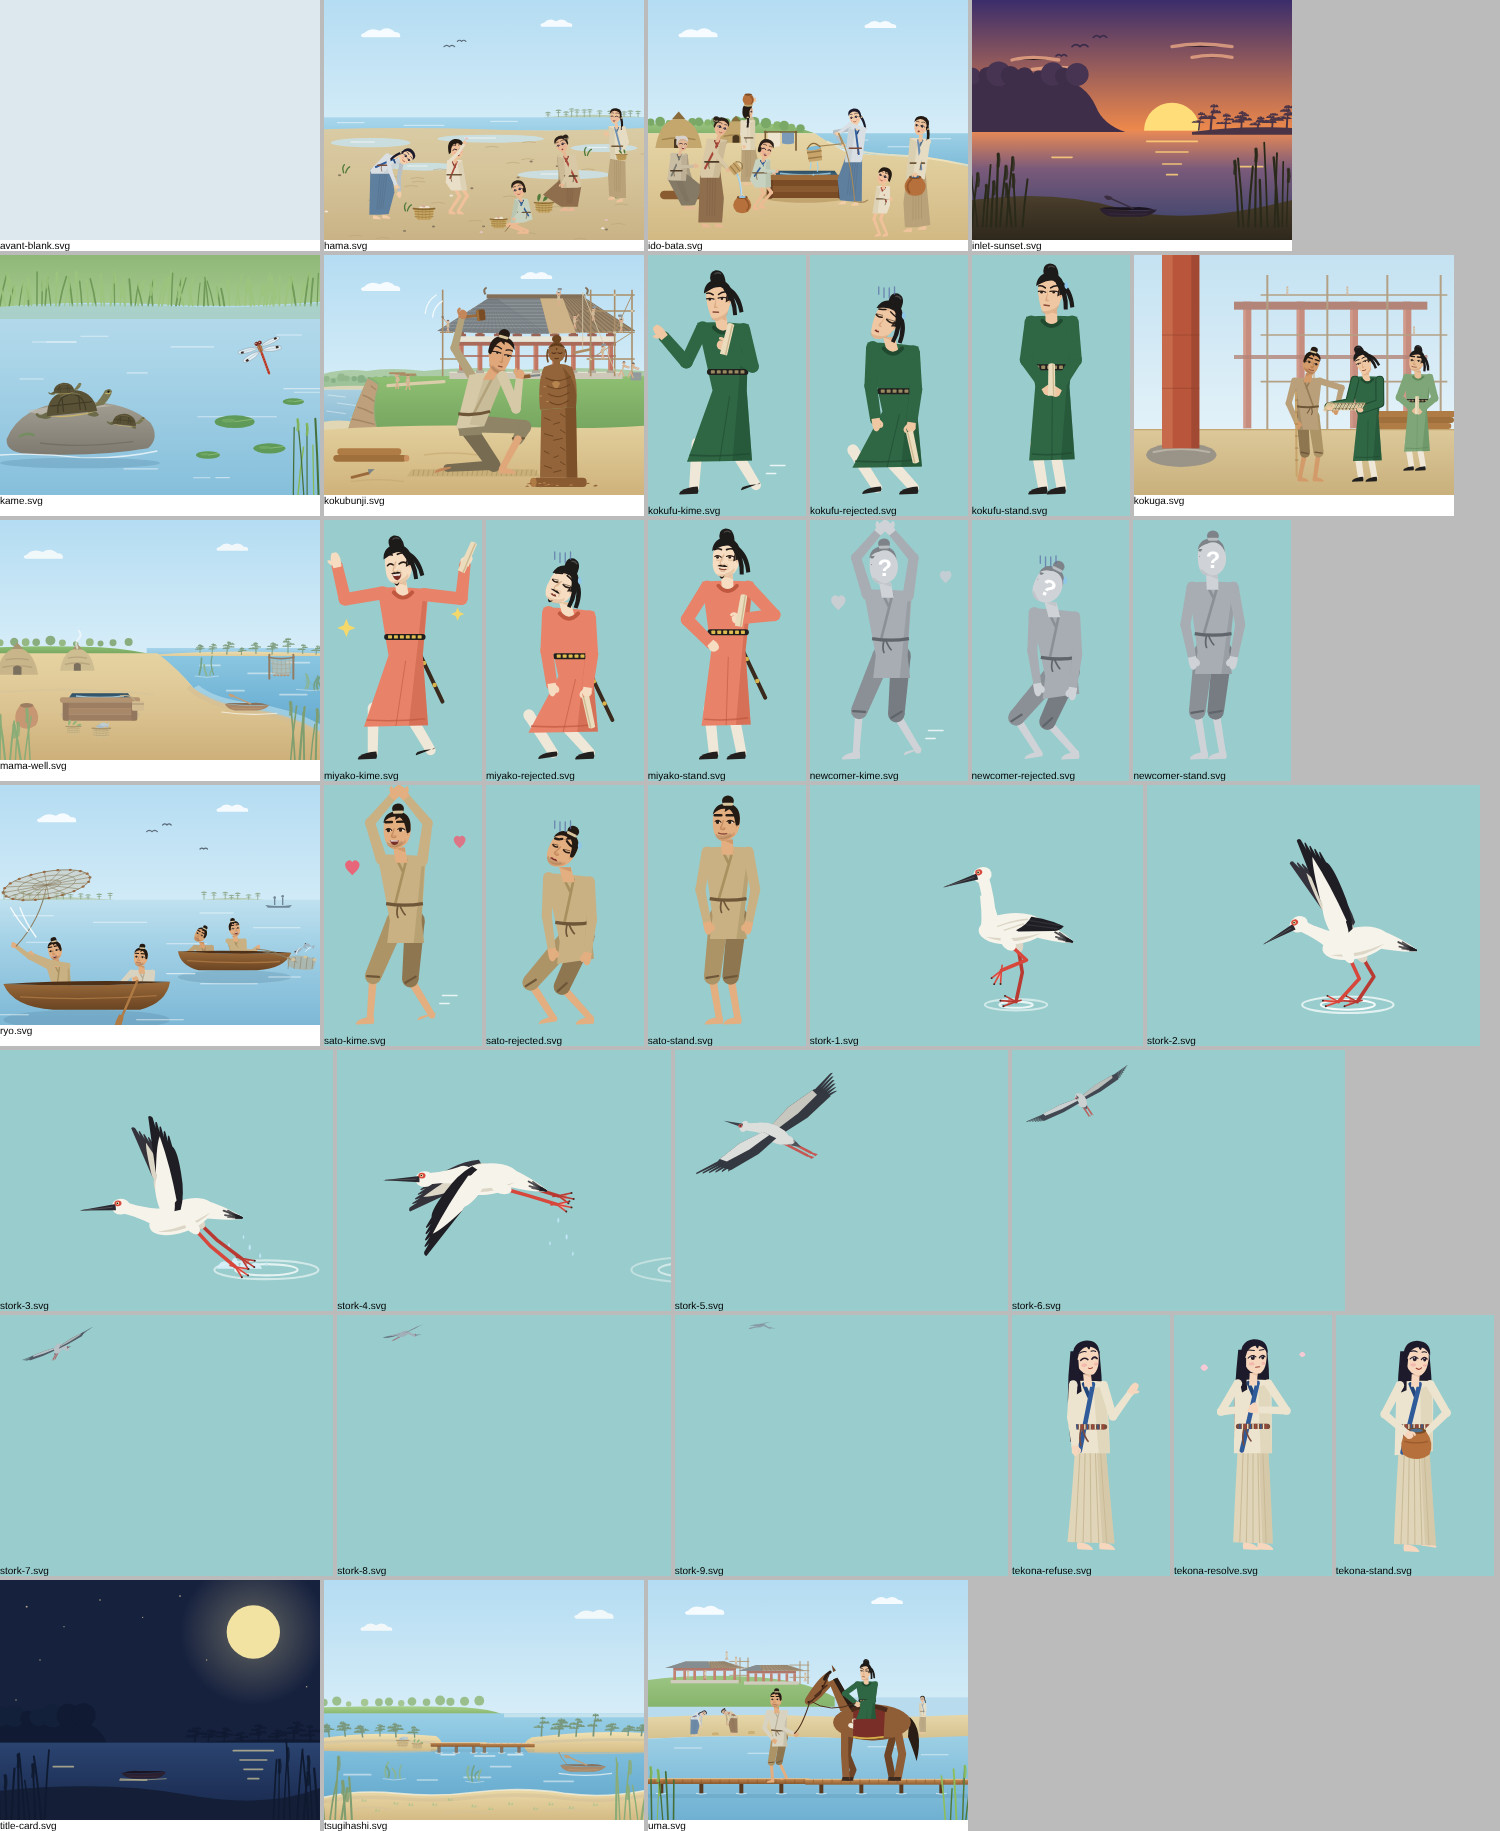 avant-blank.svg
hama.svg
ido-bata.svg
inlet-sunset.svg
kame.svg
kokubunji.svg
kokufu-kime.svg
kokufu-rejected.svg
kokufu-stand.svg
kokuga.svg
mama-well.svg
miyako-kime.svg
miyako-rejected.svg
miyako-stand.svg
?
newcomer-kime.svg
?
newcomer-rejected.svg
?
newcomer-stand.svg
ryo.svg
sato-kime.svg
sato-rejected.svg
sato-stand.svg
stork-1.svg
stork-2.svg
stork-3.svg
stork-4.svg
stork-5.svg
stork-6.svg
stork-7.svg
stork-8.svg
stork-9.svg
tekona-refuse.svg
tekona-resolve.svg
tekona-stand.svg
title-card.svg
tsugihashi.svg
uma.svg